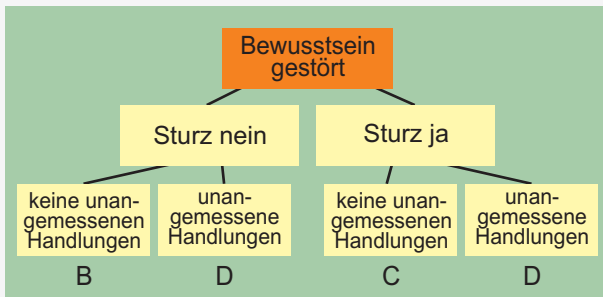 Bewusstsein
gestört
Sturz nein
Sturz ja
keine unan-
gemessenen
Handlungen
unan-
gemessene
Handlungen
keine unan-
gemessenen
Handlungen
unan-
gemessene
Handlungen
B
D
C
D